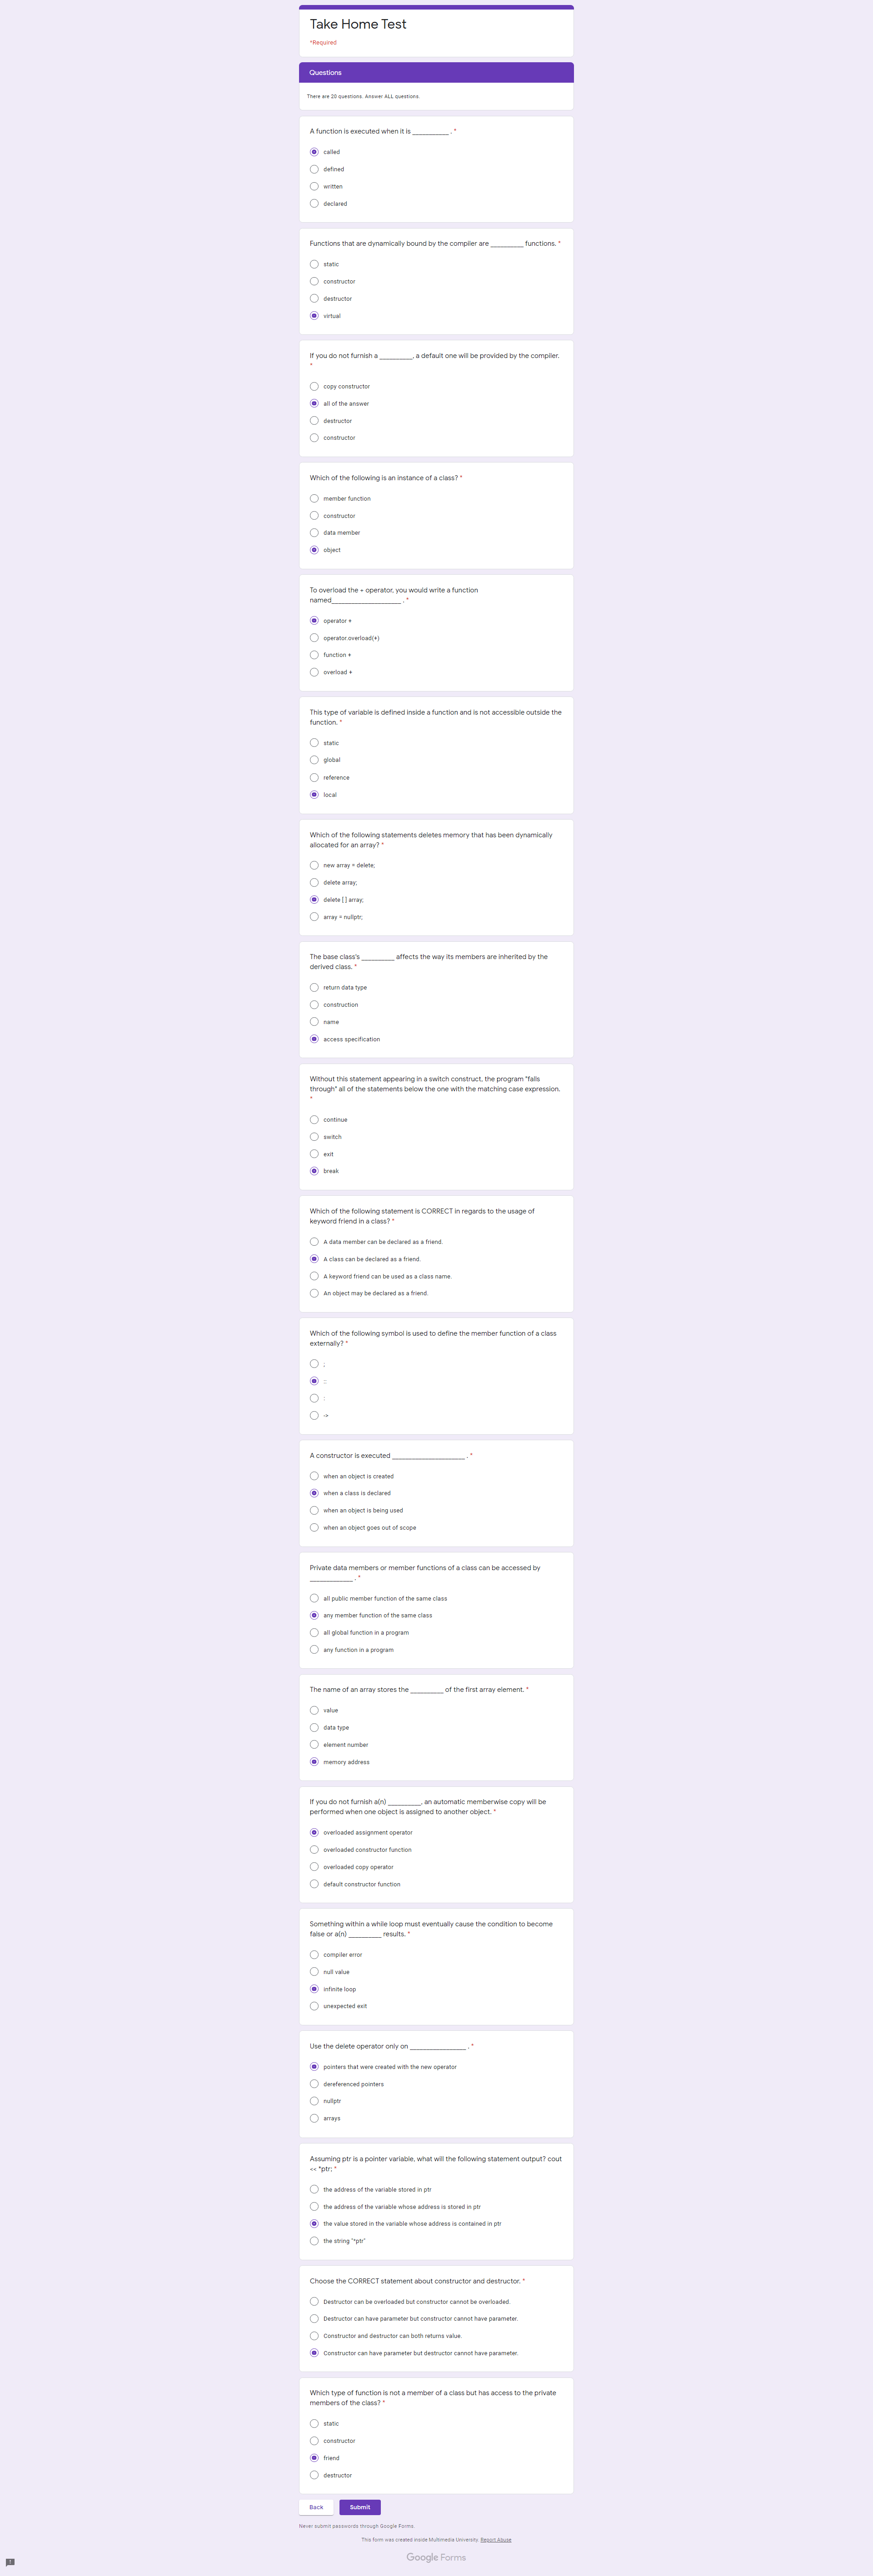 Take Home Test
*Required
Questions
There are 20 questions. Answer ALL questions.
A function is executed when it is ___________ . *
called
defined
written
declared
Functions that are dynamically bound by the compiler are __________ functions. *
static
constructor
destructor
virtual
If you do not furnish a __________, a default one will be provided by the compiler.
*
copy constructor
all of the answer
destructor
constructor
Which of the following is an instance of a class? *
member function
constructor
data member
object
To overload the + operator, you would write a function
named_____________________ . *
operator +
operator.overload(+)
function +
overload +
This type of variable is defined inside a function and is not accessible outside the
function. *
static
global
reference
local
Which of the following statements deletes memory that has been dynamically
allocated for an array? *
new array = delete;
delete array;
delete [ ] array;
array = nullptr;
The base class's __________ affects the way its members are inherited by the
derived class. *
return data type
construction
name
access specification
Without this statement appearing in a switch construct, the program "falls
through" all of the statements below the one with the matching case expression.
*
continue
switch
exit
break
Which of the following statement is CORRECT in regards to the usage of
keyword friend in a class? *
A data member can be declared as a friend.
A class can be declared as a friend.
A keyword friend can be used as a class name.
An object may be declared as a friend.
Which of the following symbol is used to define the member function of a class
externally? *
;
::
:
->
A constructor is executed ______________________ . *
when an object is created
when a class is declared
when an object is being used
when an object goes out of scope
Private data members or member functions of a class can be accessed by
_____________ . *
all public member function of the same class
any member function of the same class
all global function in a program
any function in a program
The name of an array stores the __________ of the first array element. *
value
data type
element number
memory address
If you do not furnish a(n) __________, an automatic memberwise copy will be
performed when one object is assigned to another object. *
overloaded assignment operator
overloaded constructor function
overloaded copy operator
default constructor function
Something within a while loop must eventually cause the condition to become
false or a(n) __________ results. *
compiler error
null value
infinite loop
unexpected exit
Use the delete operator only on _________________ . *
pointers that were created with the new operator
dereferenced pointers
nullptr
arrays
Assuming ptr is a pointer variable, what will the following statement output? cout
<< *ptr; *
the address of the variable stored in ptr
the address of the variable whose address is stored in ptr
the value stored in the variable whose address is contained in ptr
the string "*ptr"
Choose the CORRECT statement about constructor and destructor. *
Destructor can be overloaded but constructor cannot be overloaded.
Destructor can have parameter but constructor cannot have parameter.
Constructor and destructor can both returns value.
Constructor can have parameter but destructor cannot have parameter.
Which type of function is not a member of a class but has access to the private
members of the class? *
static
constructor
friend
destructor
Back Submit
Never submit passwords through Google Forms.
This form was created inside Multimedia University. Report Abuse
Google Forms